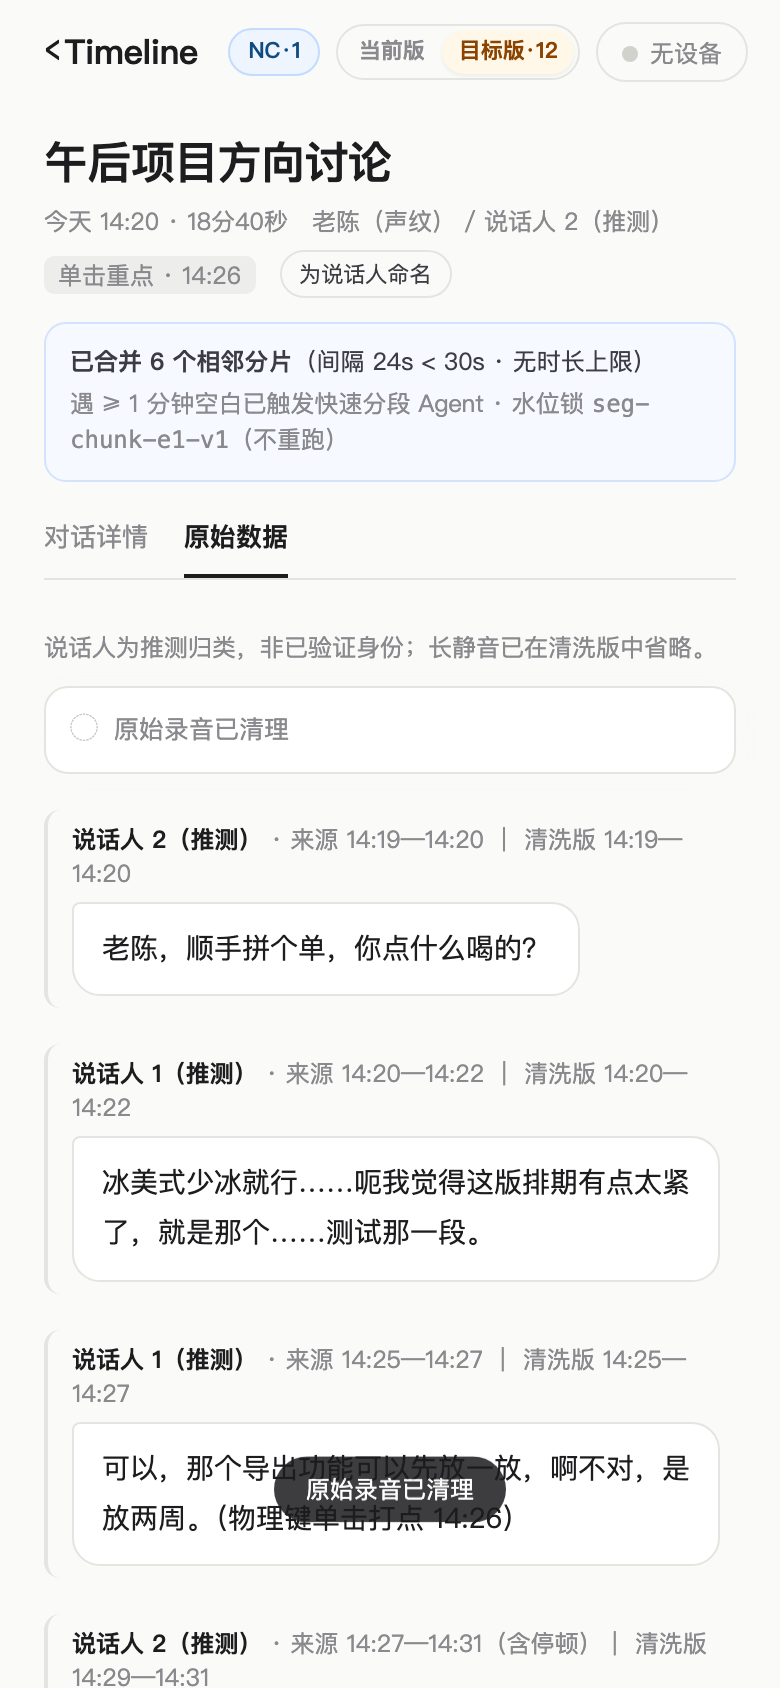 <Timeline NC·1 当前版 目标版·12 无设备
午后项目方向讨论
今天 14:20 · 18分40秒 老陈（声纹） / 说话人 2（推测）
单击重点 · 14:26 为说话人命名
已合并 6 个相邻分片（间隔 24s < 30s · 无时长上限）
遇 ≥ 1 分钟空白已触发快速分段 Agent · 水位锁 seg-
chunk-e1-v1（不重跑）
对话详情 原始数据
说话人为推测归类，非已验证身份；长静音已在清洗版中省略。
原始录音已清理
说话人 2（推测） · 来源 14:19—14:20 | 清洗版 14:19—
14:20
老陈，顺手拼个单，你点什么喝的？
说话人 1（推测） · 来源 14:20—14:22 | 清洗版 14:20—
14:22
冰美式少冰就行……呃我觉得这版排期有点太紧
了，就是那个……测试那一段。
说话人 1（推测） · 来源 14:25—14:27 | 清洗版 14:25—
14:27
可以，那个导出功能可以先放一放，啊不对，是
原始录音已清理
放两周。（物理键单击打点 14:26）
说话人 2（推测） · 来源 14:27—14:31（含停顿） | 清洗版
14:29—14:31